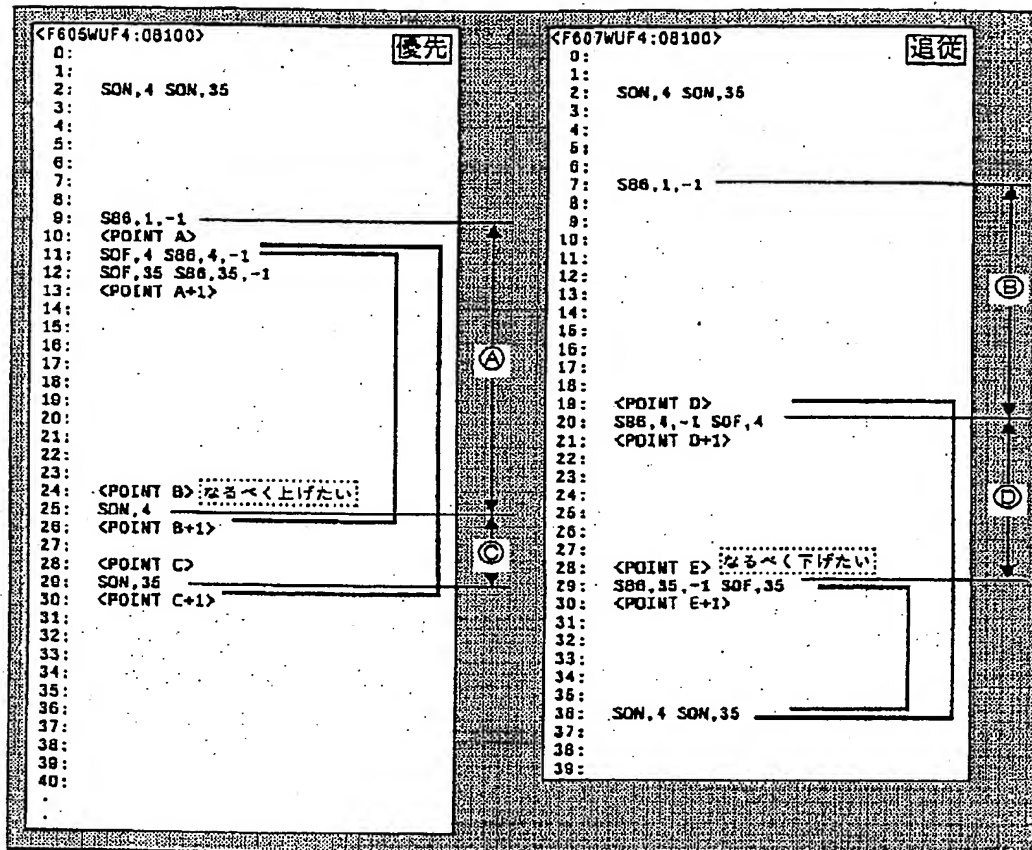 <F605WUF4:08100>
優先
0:
1:
2: SON,4 SON,35
3:
4:
5:
6:
7:
8:
9: S86,1,-1
10: <POINT A>
11: SOF,4 S86,4,-1
12: SOF,35 S86,35,-1
13: <POINT A+1>
14:
15:
16:
17:
18:
19:
20:
21:
22:
23:
24: <POINT B> なるべく上げたい
25: SON,4
26: <POINT B+1>
27:
28: <POINT C>
29: SON,35
30: <POINT C+1>
31:
32:
33:
34:
35:
36:
37:
38:
39:
40:
Ⓐ
Ⓒ
<F607WUF4:08100>
追従
0:
1:
2: SON,4 SON,35
3:
4:
5:
6:
7: S86,1,-1
8:
9:
10:
11:
12:
13:
14:
15:
16:
17:
18:
19: <POINT D>
20: S86,4,-1 SOF,4
21: <POINT D+1>
22:
23:
24:
25:
26:
27:
28: <POINT E> なるべく下げたい
29: S86,35,-1 SOF,35
30: <POINT E+1>
31:
32:
33:
34:
35:
36: SON,4 SON,35
37:
38:
39:
Ⓑ
Ⓓ